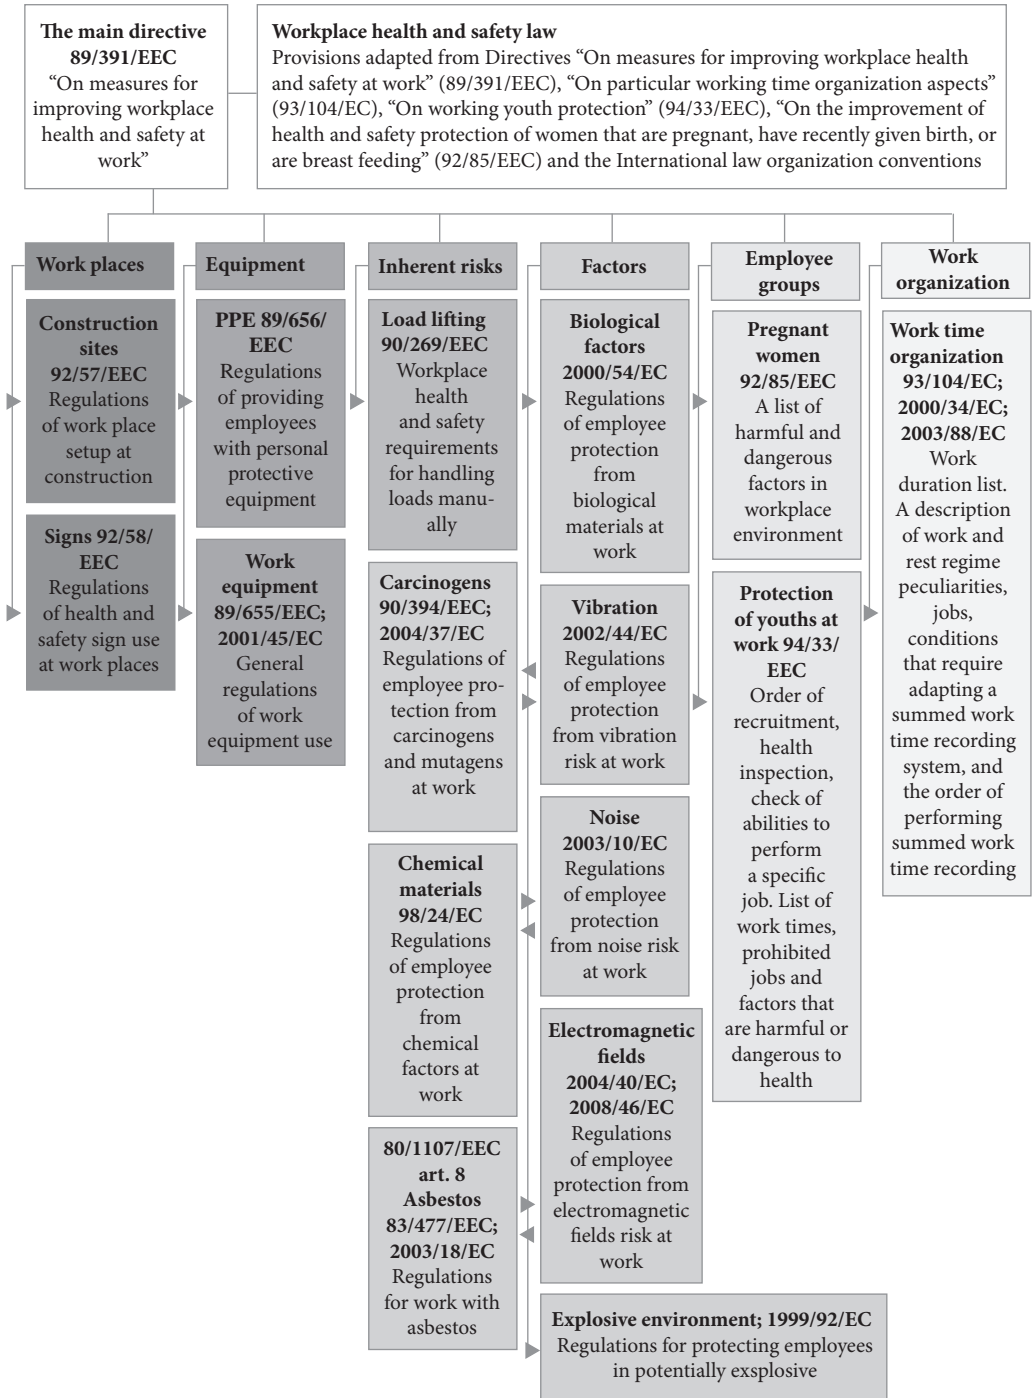 The main directive
89/391/EEC
“On measures for
improving workplace
health and safety at
work”
Workplace health and safety law
Provisions adapted from Directives “On measures for improving workplace health
and safety at work” (89/391/EEC), “On particular working time organization aspects”
(93/104/EC), “On working youth protection” (94/33/EEC), “On the improvement of
health and safety protection of women that are pregnant, have recently given birth, or
are breast feeding” (92/85/EEC) and the International law organization conventions
Work places
Construction
sites
92/57/EEC
Regulations
of work place
setup at
construction
Signs 92/58/
EEC
Regulations
of health and
safety sign use
at work places
Equipment
PPE 89/656/
EEC
Regulations
of providing
employees
with personal
protective
equipment
Work
equipment
89/655/EEC;
2001/45/EC
General
regulations
of work
equipment use
Inherent risks
Load lifting
90/269/EEC
Workplace
health
and safety
requirements
for handling
loads manu-
ally
Carcinogens
90/394/EEC;
2004/37/EC
Regulations of
employee pro-
tection from
carcinogens
and mutagens
at work
Chemical
materials
98/24/EC
Regulations
of employee
protection
from
chemical
factors at
work
80/1107/EEC
art. 8
Asbestos
83/477/EEC;
2003/18/EC
Regulations
for work with
asbestos
Factors
Biological
factors
2000/54/EC
Regulations
of employee
protection
from
biological
materials at
work
Vibration
2002/44/EC
Regulations
of employee
protection
from vibration
risk at work
Noise
2003/10/EC
Regulations
of employee
protection
from noise risk
at work
Electromagnetic
fields
2004/40/EC;
2008/46/EC
Regulations
of employee
protection from
electromagnetic
fields risk at
work
Explosive environment; 1999/92/EC
Regulations for protecting employees
in potentially exsplosive
Employee
groups
Pregnant
women
92/85/EEC
A list of
harmful and
dangerous
factors in
workplace
environment
Protection
of youths at
work 94/33/
EEC
Order of
recruitment,
health
inspection,
check of
abilities to
perform
a specific
job. List of
work times,
prohibited
jobs and
factors that
are harmful or
dangerous to
health
Work
organization
Work time
organization
93/104/EC;
2000/34/EC;
2003/88/EC
Work
duration list.
A description
of work and
rest regime
peculiarities,
jobs,
conditions
that require
adapting a
summed work
time recording
system, and
the order of
performing
summed work
time recording